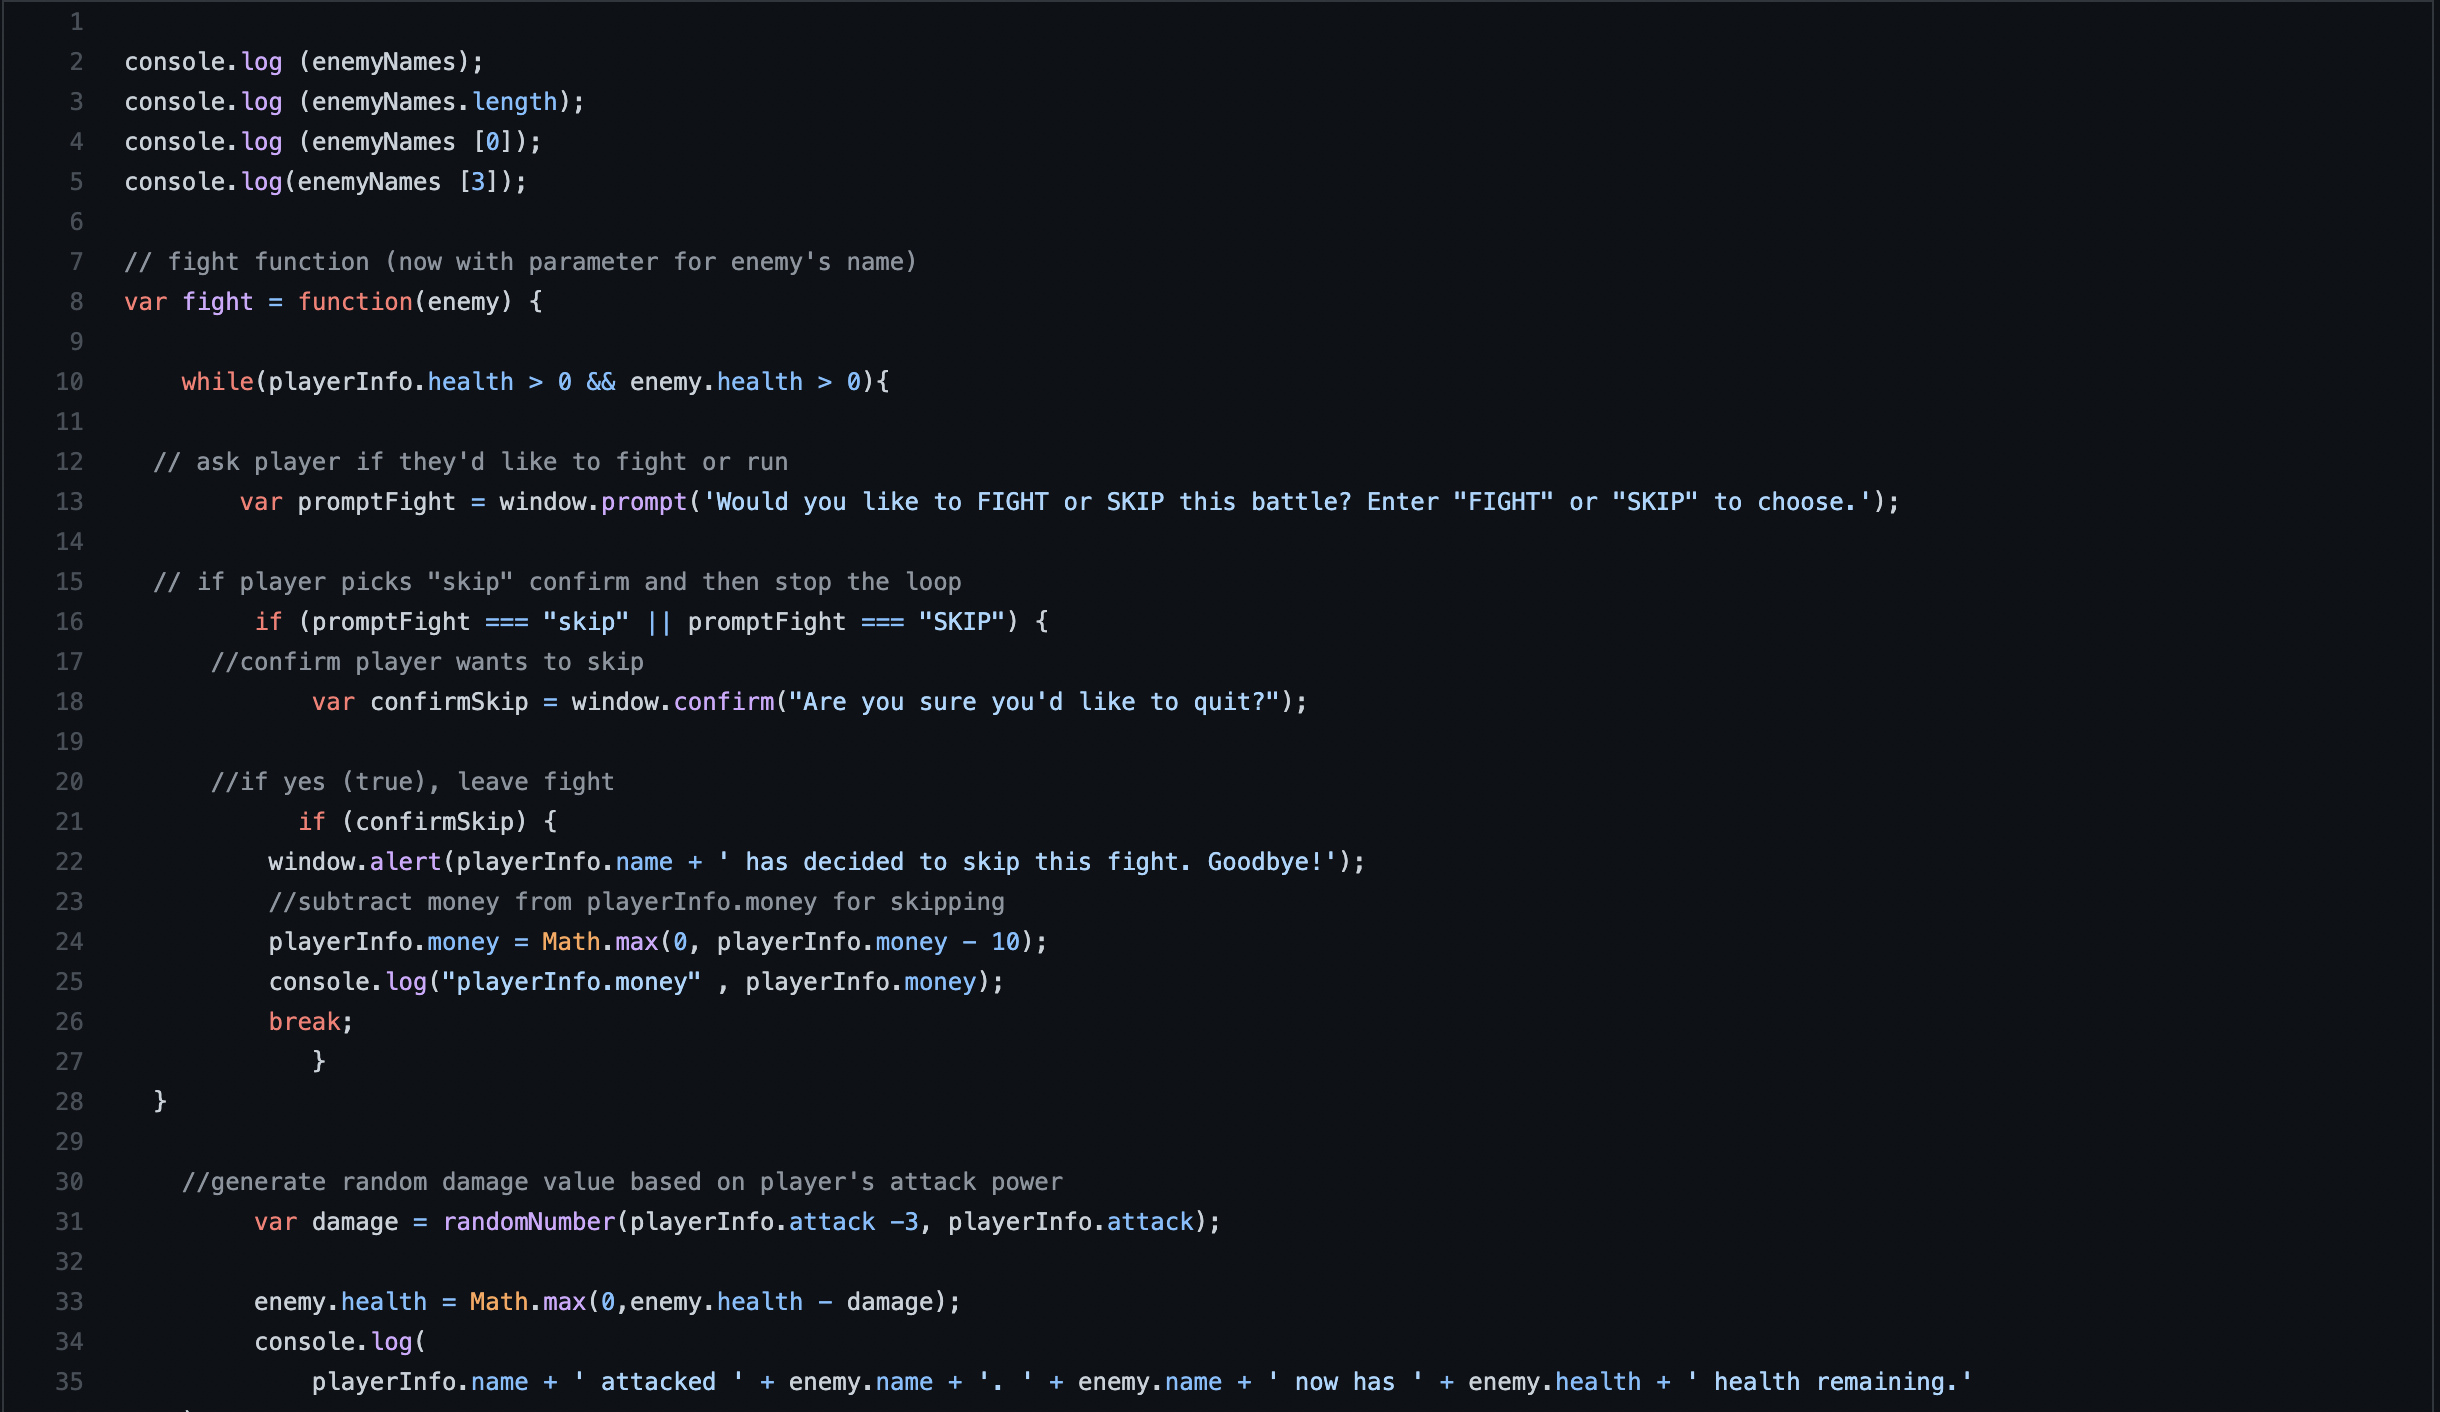 1
2 console.log (enemyNames);
3 console.log (enemyNames.length);
4 console.log (enemyNames [0]);
5 console.log(enemyNames [3]);
6
7 // fight function (now with parameter for enemy's name)
8 var fight = function(enemy) {
9
10     while(playerInfo.health > 0 && enemy.health > 0){
11
12   // ask player if they'd like to fight or run
13         var promptFight = window.prompt('Would you like to FIGHT or SKIP this battle? Enter "FIGHT" or "SKIP" to choose.');
14
15   // if player picks "skip" confirm and then stop the loop
16          if (promptFight === "skip" || promptFight === "SKIP") {
17       //confirm player wants to skip
18              var confirmSkip = window.confirm("Are you sure you'd like to quit?");
19
20       //if yes (true), leave fight
21             if (confirmSkip) {
22           window.alert(playerInfo.name + ' has decided to skip this fight. Goodbye!');
23           //subtract money from playerInfo.money for skipping
24           playerInfo.money = Math.max(0, playerInfo.money - 10);
25           console.log("playerInfo.money" , playerInfo.money);
26           break;
27              }
28   }
29
30     //generate random damage value based on player's attack power
31          var damage = randomNumber(playerInfo.attack -3, playerInfo.attack);
32
33          enemy.health = Math.max(0,enemy.health - damage);
34          console.log(
35              playerInfo.name + ' attacked ' + enemy.name + '. ' + enemy.name + ' now has ' + enemy.health + ' health remaining.'